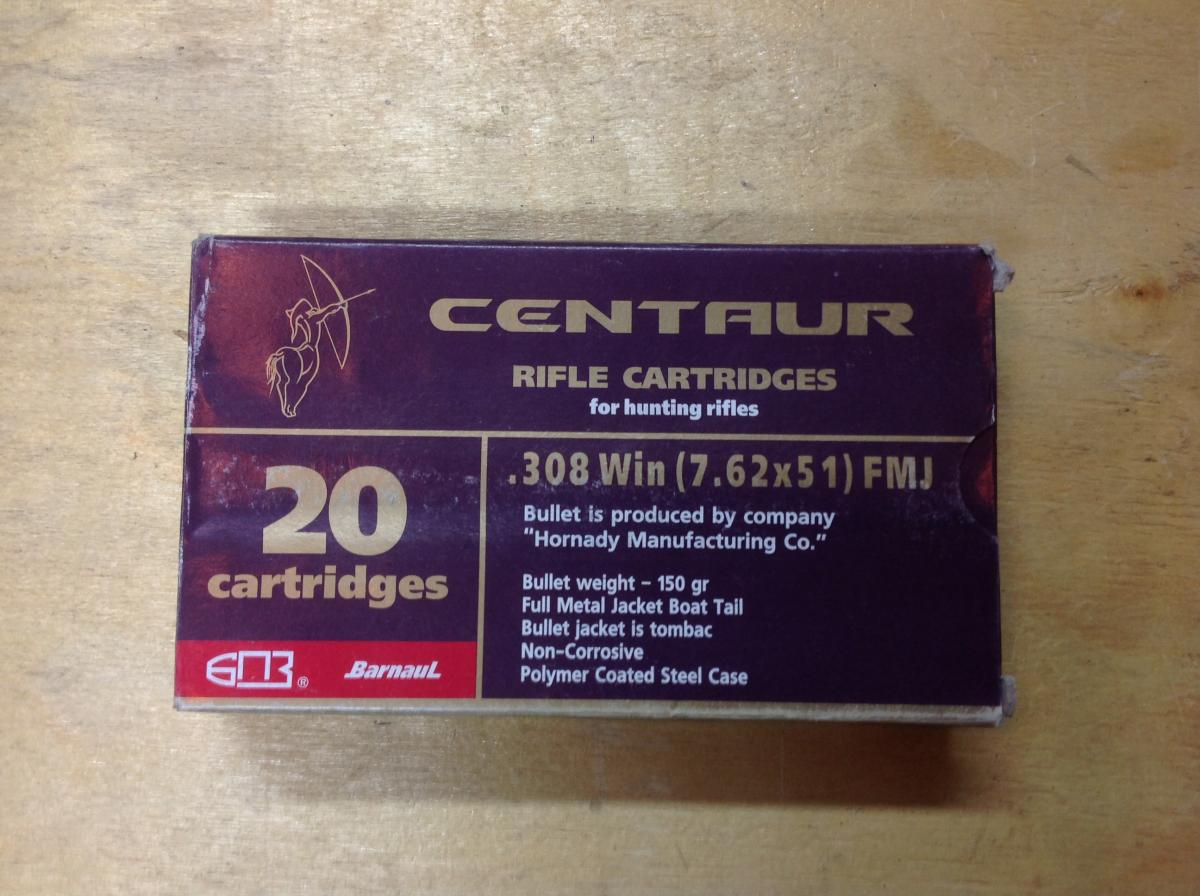 CENTAUR
RIFLE CARTRIDGES
for hunting rifles
20
cartridges
.308 Win (7.62x51) FMJ
Bullet is produced by company
“Hornady Manufacturing Co.”
Bullet weight – 150 gr
Full Metal Jacket Boat Tail
Bullet jacket is tombac
Non-Corrosive
Polymer Coated Steel Case
БПЗ ® BarnauL